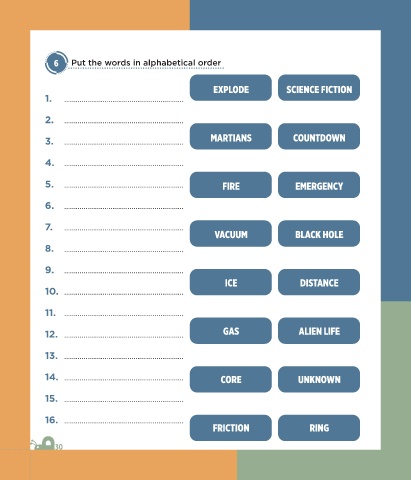 6 Put the words in alphabetical order
EXPLODE SCIENCE FICTION
1.
2.
MARTIANS COUNTDOWN
3.
4.
FIRE EMERGENCY
5.
6.
VACUUM BLACK HOLE
7.
8.
ICE DISTANCE
9.
10.
GAS ALIEN LIFE
11.
12.
CORE UNKNOWN
13.
14.
15.
FRICTION RING
16.
30